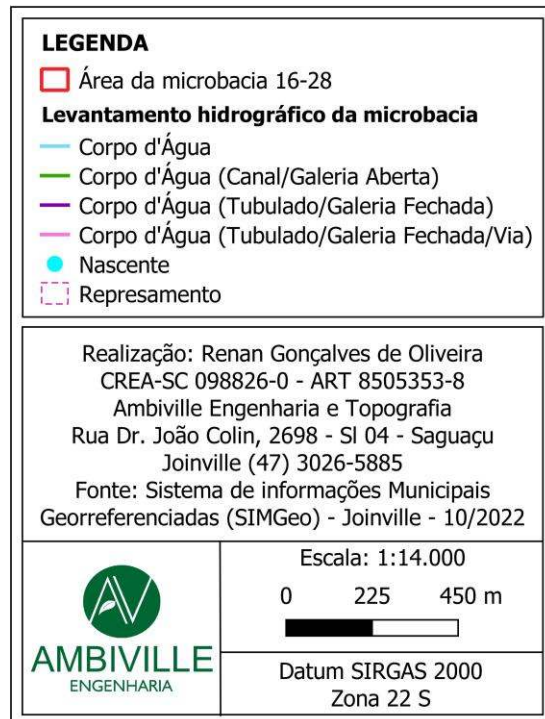 LEGENDA
Área da microbacia 16-28
Levantamento hidrográfico da microbacia
Corpo d'Água
Corpo d'Água (Canal/Galeria Aberta)
Corpo d'Água (Tubulado/Galeria Fechada)
Corpo d'Água (Tubulado/Galeria Fechada/Via)
Nascente
Represamento
Realização: Renan Gonçalves de Oliveira
CREA-SC 098826-0 - ART 8505353-8
Ambiville Engenharia e Topografia
Rua Dr. João Colin, 2698 - Sl 04 - Saguaçu
Joinville (47) 3026-5885
Fonte: Sistema de informações Municipais
Georreferenciadas (SIMGeo) - Joinville - 10/2022
AV
AMBIVILLE
ENGENHARIA
Escala: 1:14.000
0 225 450 m
Datum SIRGAS 2000
Zona 22 S